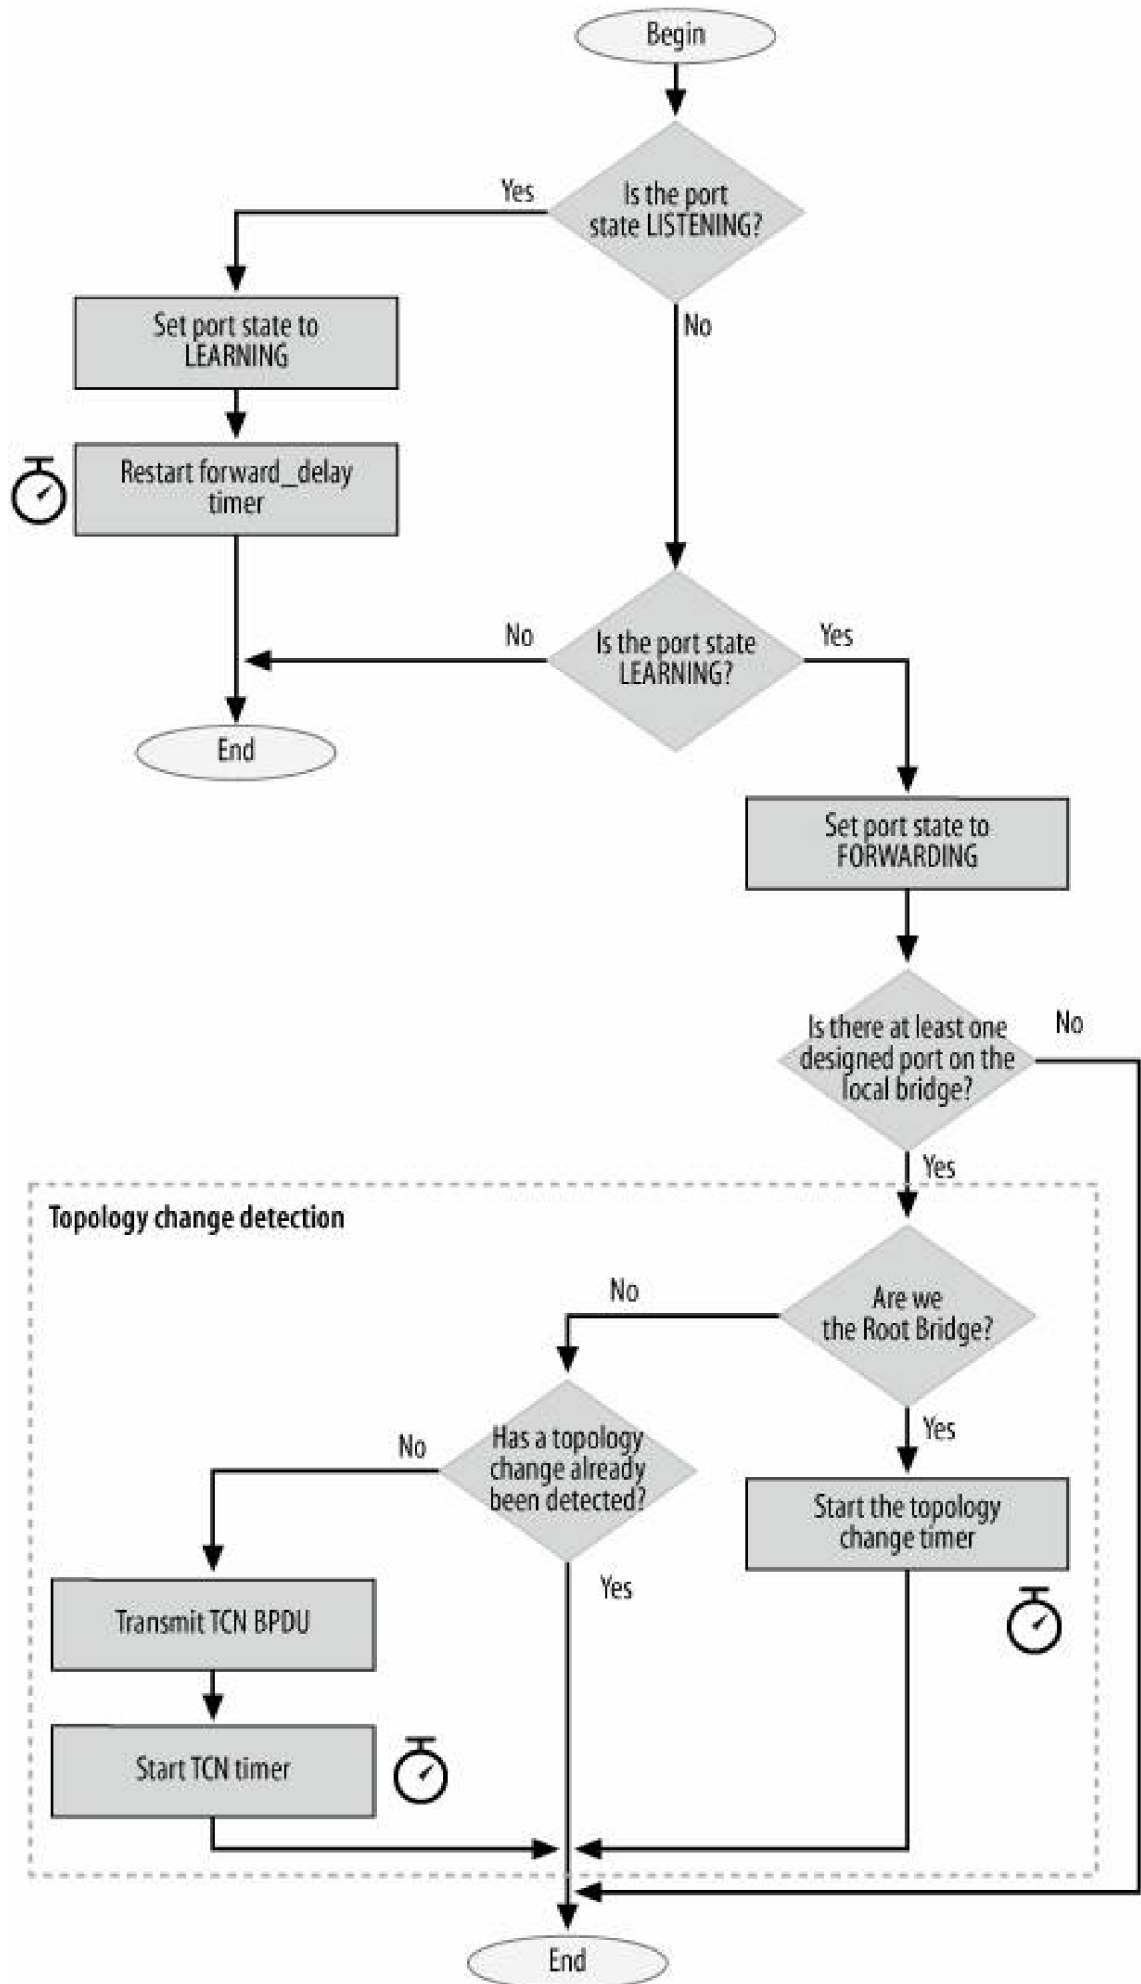 Begin
Is the port
state LISTENING?
Yes
No
Set port state to
LEARNING
Restart forward_delay
timer
Is the port state
LEARNING?
No
Yes
End
Set port state to
FORWARDING
Is there at least one
designed port on the
local bridge?
No
Yes
Topology change detection
Are we
the Root Bridge?
No
Yes
Has a topology
change already
been detected?
No
Yes
Start the topology
change timer
Transmit TCN BPDU
Start TCN timer
End